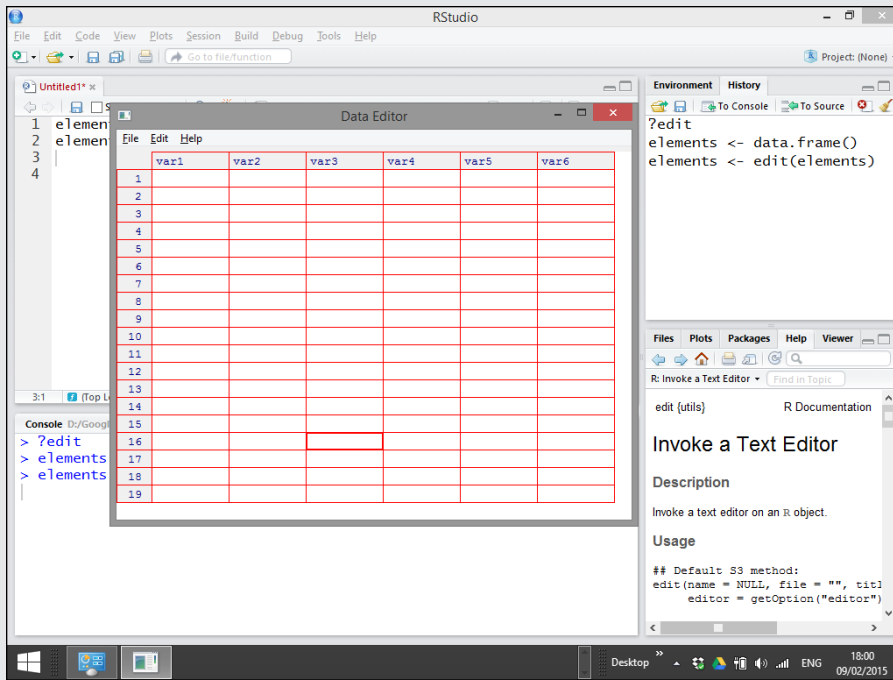 RStudio
File Edit Code View Plots Session Build Debug Tools Help
Go to file/function
Project: (None)
Untitled1*
1 elemen
2 elemen
3
4
3:1 (Top L
Console D:/Googl
> ?edit
> elements
> elements
Data Editor
File Edit Help
var1 var2 var3 var4 var5 var6
1
2
3
4
5
6
7
8
9
10
11
12
13
14
15
16
17
18
19
Environment History
To Console To Source
?edit
elements <- data.frame()
elements <- edit(elements)
Files Plots Packages Help Viewer
R: Invoke a Text Editor Find in Topic
edit {utils} R Documentation
Invoke a Text Editor
Description
Invoke a text editor on an R object.
Usage
## Default S3 method:
edit(name = NULL, file = "", titl
editor = getOption("editor")
Desktop » ENG 18:00
09/02/2015